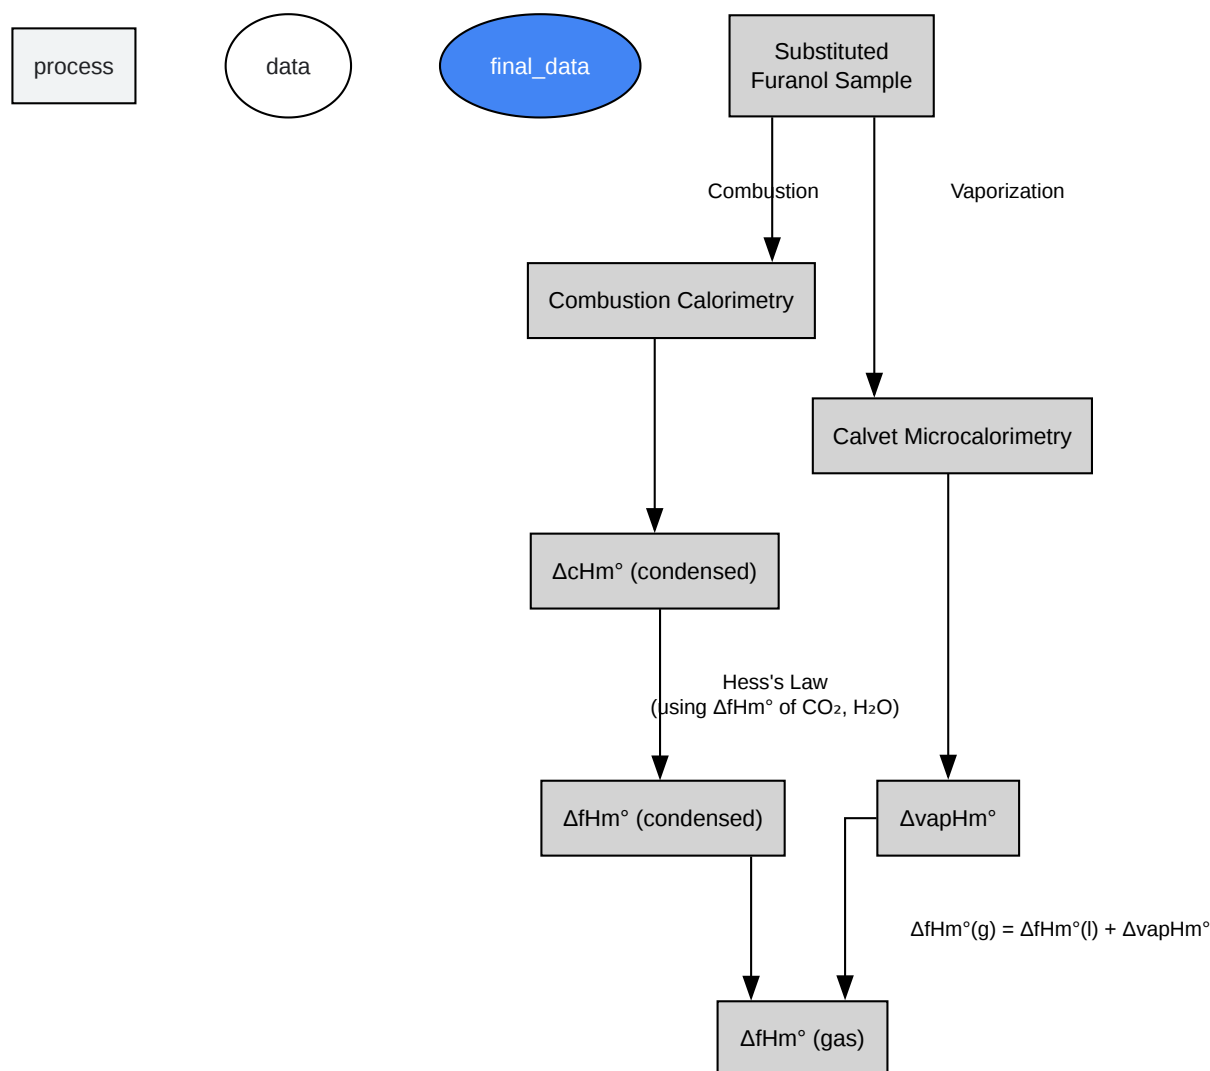 process
data
final_data
Substituted
Furanol Sample
Combustion
Vaporization
Combustion Calorimetry
Calvet Microcalorimetry
ΔcHm° (condensed)
Hess's Law
(using ΔfHm° of CO₂, H₂O)
ΔfHm° (condensed)
ΔvapHm°
ΔfHm°(g) = ΔfHm°(l) + ΔvapHm°
ΔfHm° (gas)